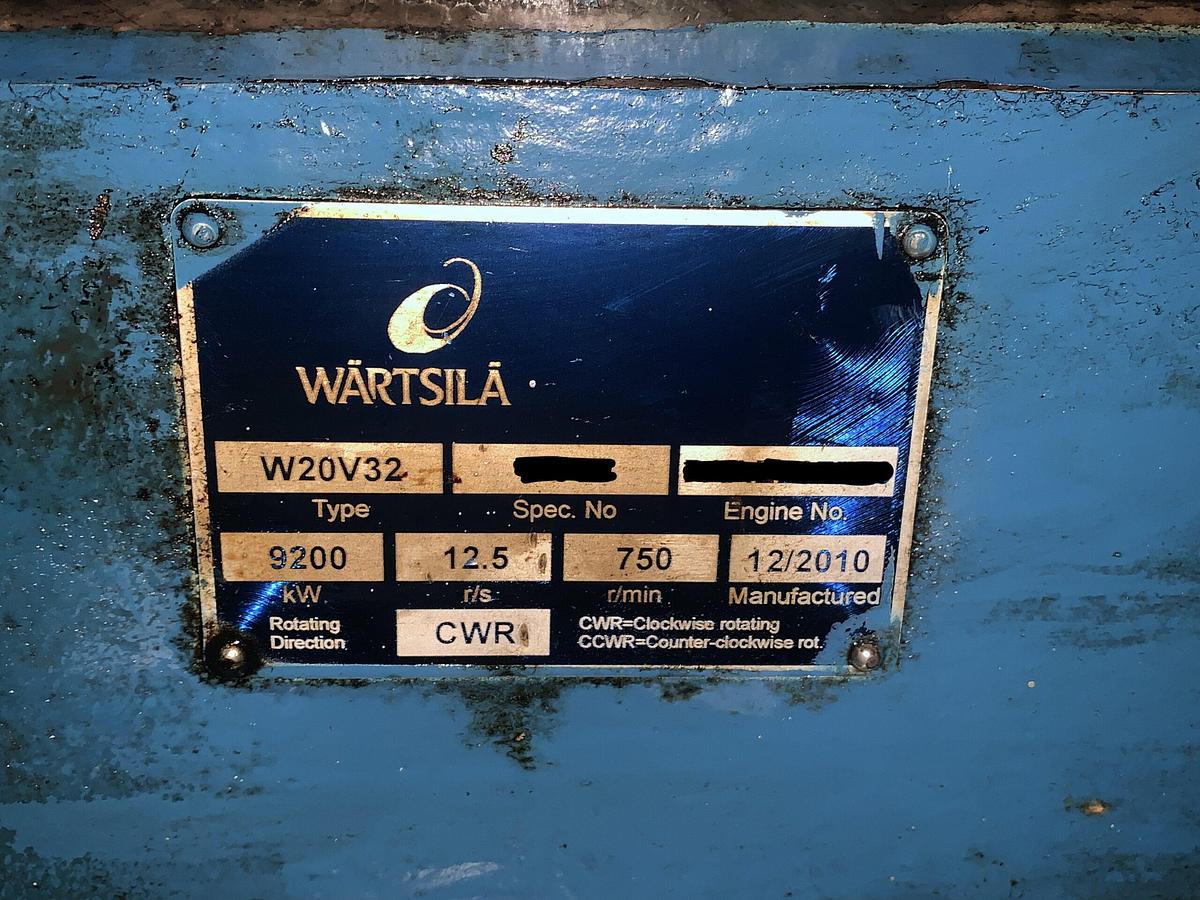 WÄRTSILÄ
W20V32
Type Spec. No Engine No.
9200 12.5 750 12/2010
kW r/s r/min Manufactured
Rotating Direction CWR CWR=Clockwise rotating
CCWR=Counter-clockwise rot.